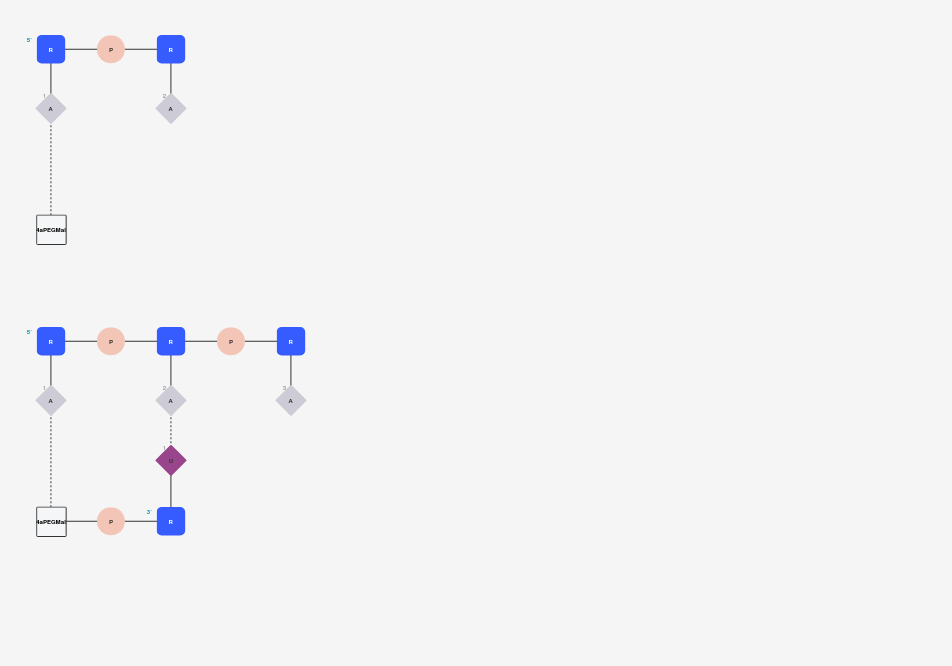 5'
R P R
1 2
A A
4aPEGMal
5'
R P R P R
1 2 3
A A A
1
U
3'
4aPEGMal P R